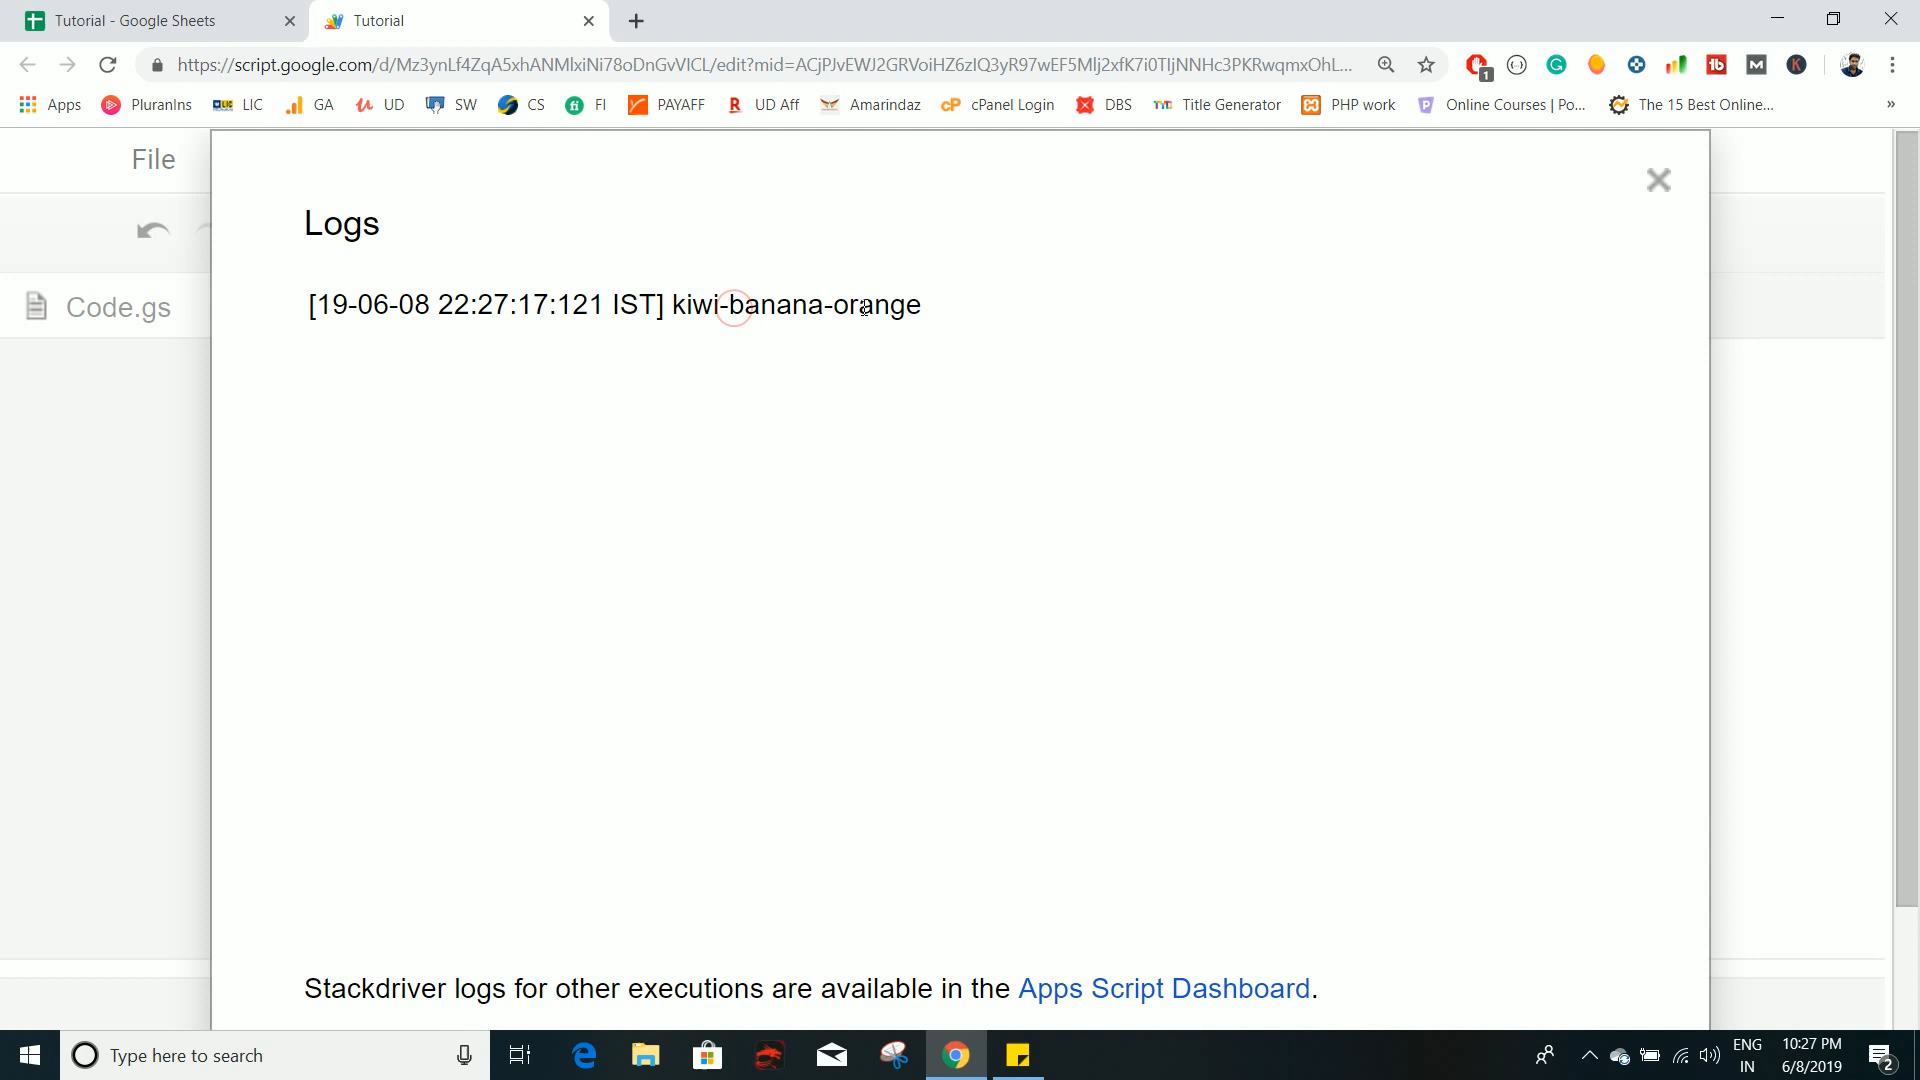 Tutorial - Google Sheets
Tutorial
https://script.google.com/d/Mz3ynLf4ZqA5xhANMlxiNi78oDnGvVICL/edit?mid=ACjPJvEWJ2GRVoiHZ6zIQ3yR97wEF5Mlj2xfK7i0TIjNNHc3PKRwqmxOhL...
1
Apps
PluranIns
LIC
GA
UD
SW
CS
FI
PAYAFF
UD Aff
Amarindaz
cPanel Login
DBS
Title Generator
PHP work
Online Courses | Po...
The 15 Best Online...
»
File
Logs
[19-06-08 22:27:17:121 IST] kiwi-banana-orange
Code.gs
Stackdriver logs for other executions are available in the Apps Script Dashboard.
Type here to search
ENG
IN
10:27 PM
6/8/2019
2